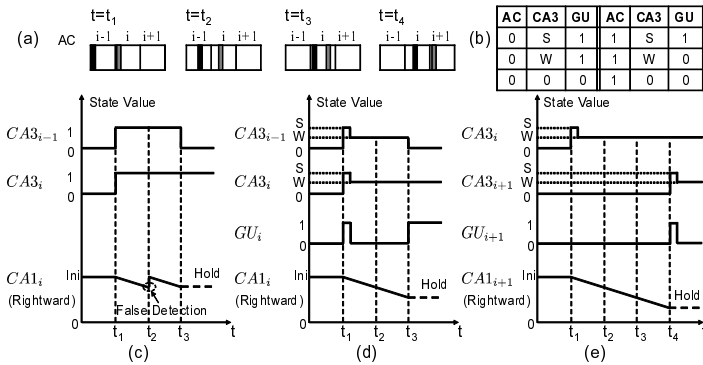 t=t1 t=t2 t=t3 t=t4
(a) AC i-1 i i+1 i-1 i i+1 i-1 i i+1 i-1 i i+1
(b)
AC CA3 GU AC CA3 GU
0 S 1 1 S 1
0 W 1 1 W 0
0 0 0 1 0 0
State Value
CA3i-1 1 0
CA3i 1 0
CA1i (Rightward) Ini 0
Hold
False Detection
t1 t2 t3 t
(c)
State Value
CA3i-1 S W 0
CA3i S W 0
GUi 1 0
CA1i (Rightward) Ini 0
Hold
t1 t2 t3 t
(d)
State Value
CA3i S W 0
CA3i+1 S W 0
GUi+1 1 0
CA1i+1 (Rightward) Ini 0
Hold
t1 t2 t3 t4 t
(e)